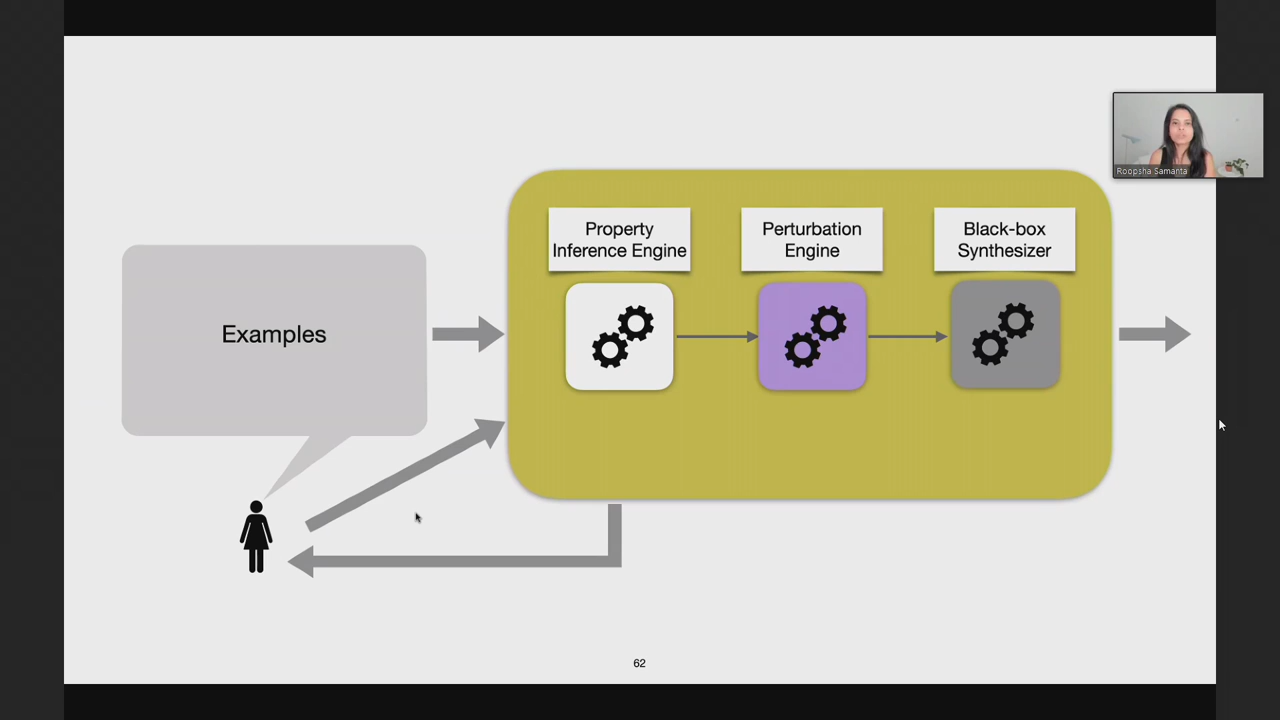 Property
Inference Engine
Perturbation
Engine
Black-box
Synthesizer
Examples
Roopsha Samanta
62